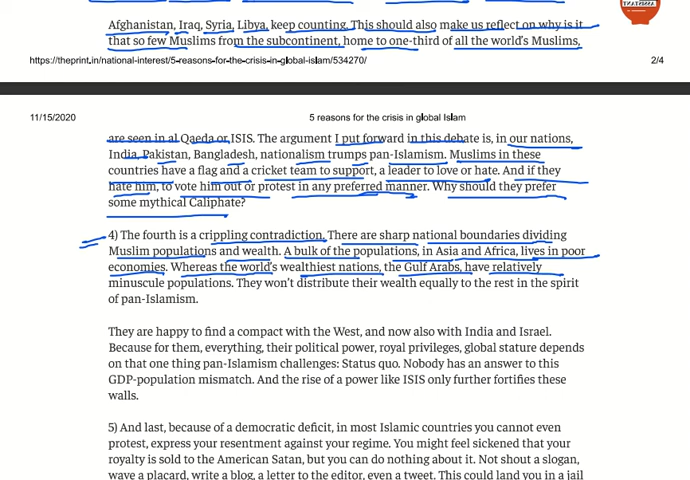 Afghanistan, Iraq, Syria, Libya, keep counting. This should also make us reflect on why is it
that so few Muslims from the subcontinent, home to one-third of all the world's Muslims,
https://theprint.in/national-interest/5-reasons-for-the-crisis-in-global-islam/534270/ 2/4
11/15/2020 5 reasons for the crisis in global Islam
are seen in al Qaeda or ISIS. The argument I put forward in this debate is, in our nations,
India, Pakistan, Bangladesh, nationalism trumps pan-Islamism. Muslims in these
countries have a flag and a cricket team to support, a leader to love or hate. And if they
hate him, to vote him out or protest in any preferred manner. Why should they prefer
some mythical Caliphate?
4) The fourth is a crippling contradiction. There are sharp national boundaries dividing
Muslim populations and wealth. A bulk of the populations, in Asia and Africa, lives in poor
economies. Whereas the world's wealthiest nations, the Gulf Arabs, have relatively
minuscule populations. They won't distribute their wealth equally to the rest in the spirit
of pan-Islamism.
They are happy to find a compact with the West, and now also with India and Israel.
Because for them, everything, their political power, royal privileges, global stature depends
on that one thing pan-Islamism challenges: Status quo. Nobody has an answer to this
GDP-population mismatch. And the rise of a power like ISIS only further fortifies these
walls.
5) And last, because of a democratic deficit, in most Islamic countries you cannot even
protest, express your resentment against your regime. You might feel sickened that your
royalty is sold to the American Satan, but you can do nothing about it. Not shout a slogan,
wave a placard, write a blog, a letter to the editor, even a tweet. This could land you in a jail